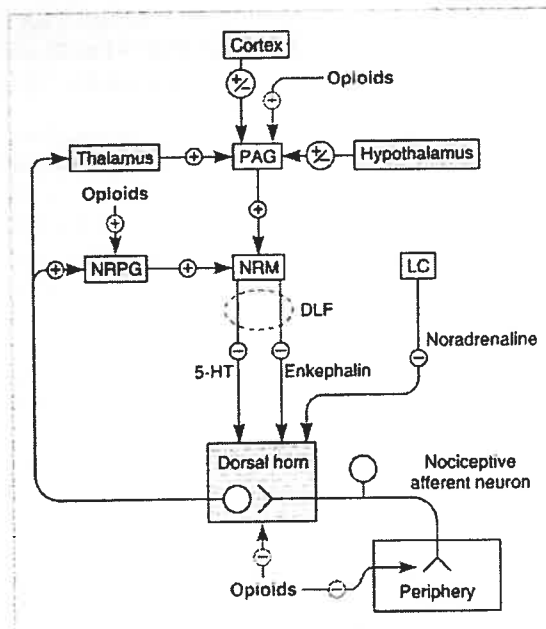 Cortex
+/−
Opioids
+
Thalamus
+
PAG
+/−
Hypothalamus
Opioids
+
+
+
NRPG
+
NRM
LC
DLF
Noradrenaline
−
−
−
5-HT
Enkephalin
Dorsal horn
Nociceptive
afferent neuron
−
Opioids
−
Periphery